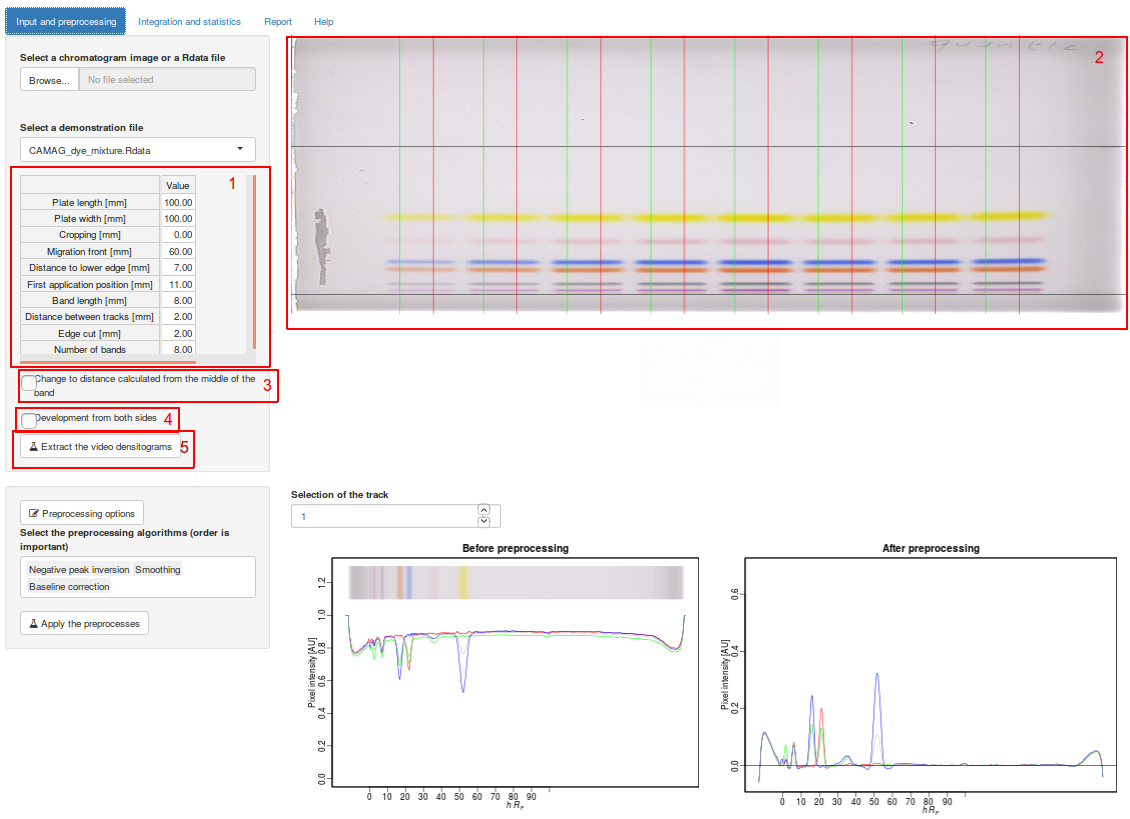 Input and preprocessing Integration and statistics Report Help
Select a chromatogram image or a Rdata file
Browse... No file selected
Select a demonstration file
CAMAG_dye_mixture.Rdata
1
Value
Plate length [mm] 100.00
Plate width [mm] 100.00
Cropping [mm] 0.00
Migration front [mm] 60.00
Distance to lower edge [mm] 7.00
First application position [mm] 11.00
Band length [mm] 8.00
Distance between tracks [mm] 2.00
Edge cut [mm] 2.00
Number of bands 8.00
Change to distance calculated from the middle of the
band
3
Development from both sides 4
Extract the video densitograms 5
2
Preprocessing options
Select the preprocessing algorithms (order is
important)
Negative peak inversion Smoothing
Baseline correction
Apply the preprocesses
Selection of the track
1
Before preprocessing
Pixel intensity [AU]
0.0 0.2 0.4 0.6 0.8 1.0 1.2
0 10 20 30 40 50 60 70 80 90
h R_F
After preprocessing
Pixel intensity [AU]
0.0 0.2 0.4 0.6
0 10 20 30 40 50 60 70 80 90
h R_F